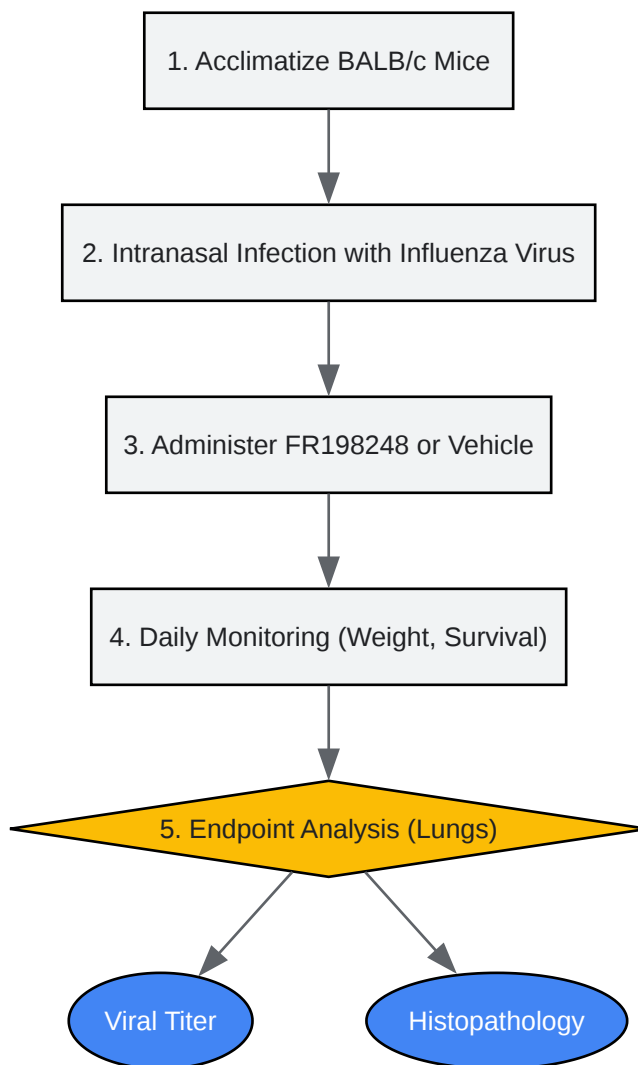 1. Acclimatize BALB/c Mice
2. Intranasal Infection with Influenza Virus
3. Administer FR198248 or Vehicle
4. Daily Monitoring (Weight, Survival)
5. Endpoint Analysis (Lungs)
Viral Titer
Histopathology